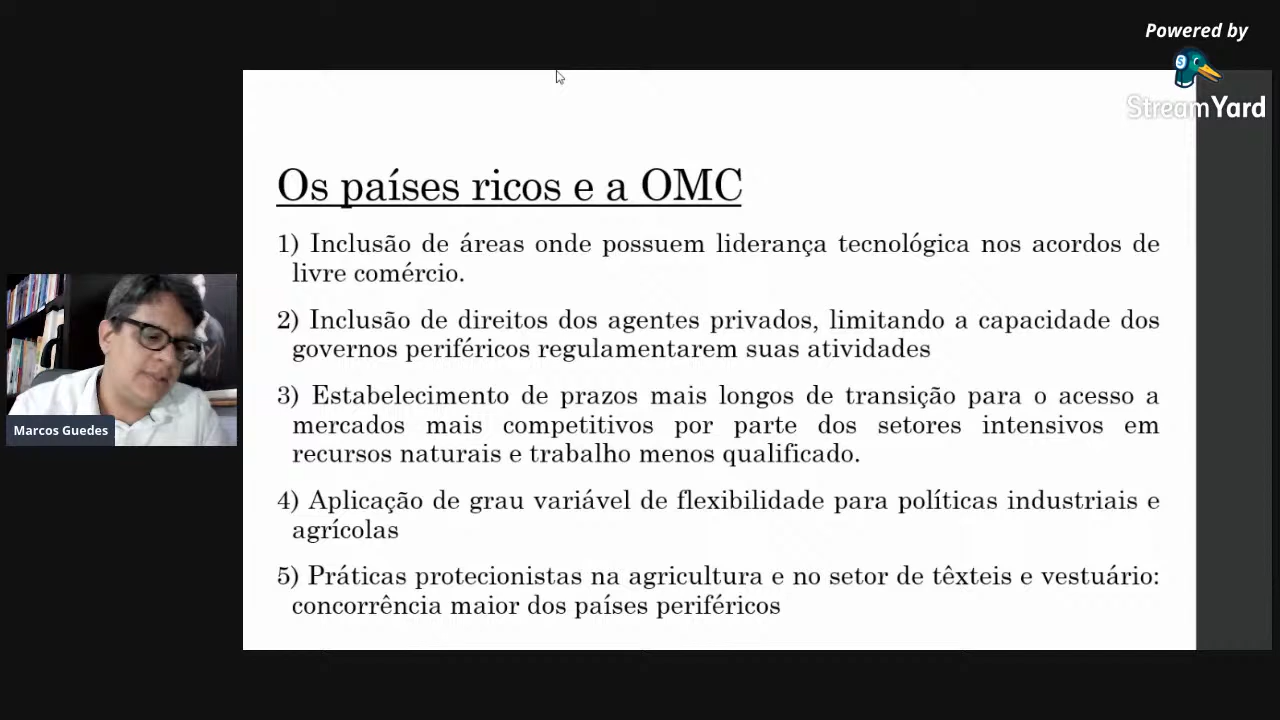 Powered by
StreamYard
Os países ricos e a OMC
1) Inclusão de áreas onde possuem liderança tecnológica nos acordos de
livre comércio.
2) Inclusão de direitos dos agentes privados, limitando a capacidade dos
governos periféricos regulamentarem suas atividades
3) Estabelecimento de prazos mais longos de transição para o acesso a
mercados mais competitivos por parte dos setores intensivos em
recursos naturais e trabalho menos qualificado.
4) Aplicação de grau variável de flexibilidade para políticas industriais e
agrícolas
5) Práticas protecionistas na agricultura e no setor de têxteis e vestuário:
concorrência maior dos países periféricos
Marcos Guedes